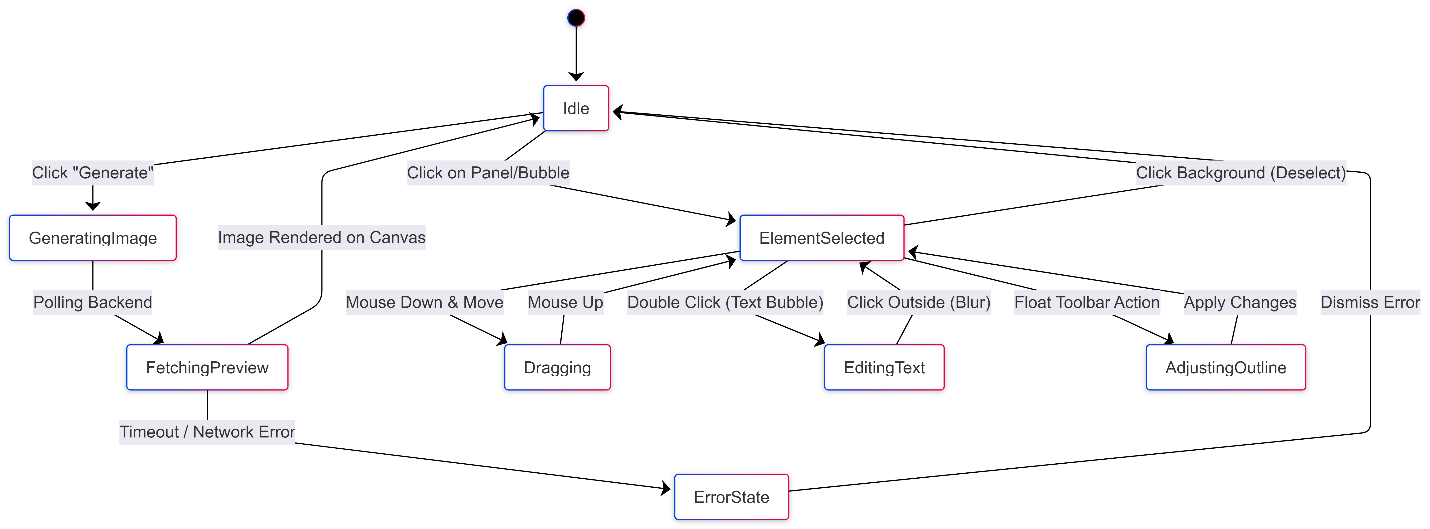 Idle
Click "Generate"
Click on Panel/Bubble
Click Background (Deselect)
GeneratingImage
Image Rendered on Canvas
ElementSelected
Polling Backend
Mouse Down & Move
Mouse Up
Double Click (Text Bubble)
Click Outside (Blur)
Float Toolbar Action
Apply Changes
Dismiss Error
FetchingPreview
Dragging
EditingText
AdjustingOutline
Timeout / Network Error
ErrorState